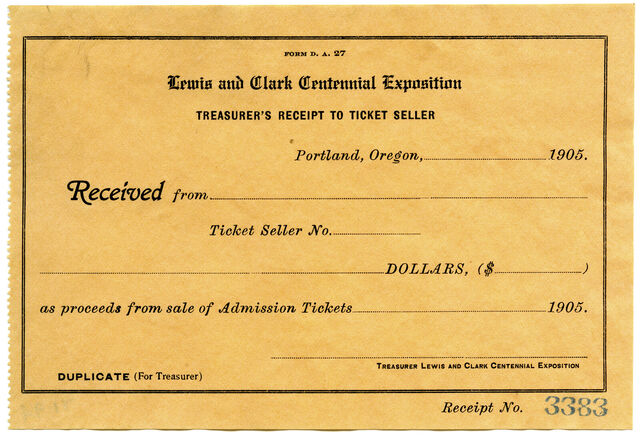 FORM D. A. 27
Lewis and Clark Centennial Exposition
TREASURER'S RECEIPT TO TICKET SELLER
Portland, Oregon, 1905.
Received from
Ticket Seller No.
DOLLARS, ($ )
as proceeds from sale of Admission Tickets 1905.
TREASURER LEWIS AND CLARK CENTENNIAL EXPOSITION
DUPLICATE (For Treasurer)
Receipt No. 3383